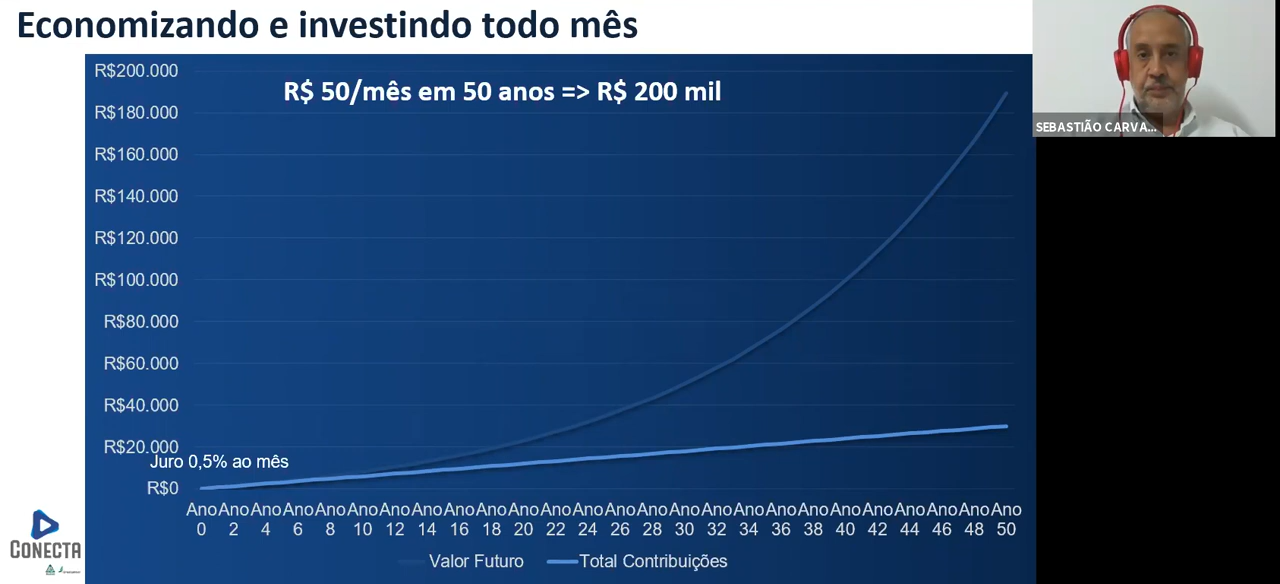 Economizando e investindo todo mês
SEBASTIÃO CARVA...
R$ 50/mês em 50 anos => R$ 200 mil
R$200.000
R$180.000
R$160.000
R$140.000
R$120.000
R$100.000
R$80.000
R$60.000
R$40.000
R$20.000
Juro 0,5% ao mês
R$0
Ano Ano Ano Ano Ano Ano Ano Ano Ano Ano Ano Ano Ano Ano Ano Ano Ano Ano Ano Ano Ano Ano Ano Ano Ano Ano
0 2 4 6 8 10 12 14 16 18 20 22 24 26 28 30 32 34 36 38 40 42 44 46 48 50
Valor Futuro Total Contribuições
CONECTA